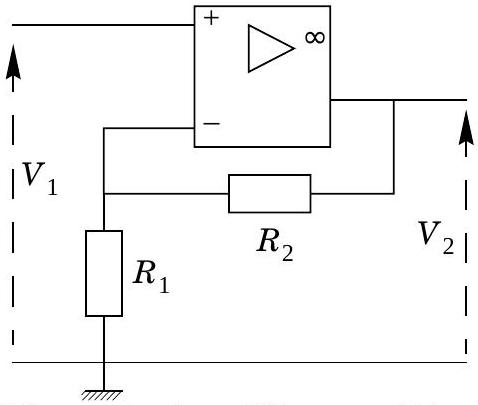 + ▷ ∞
−
V1
R2
V2
R1